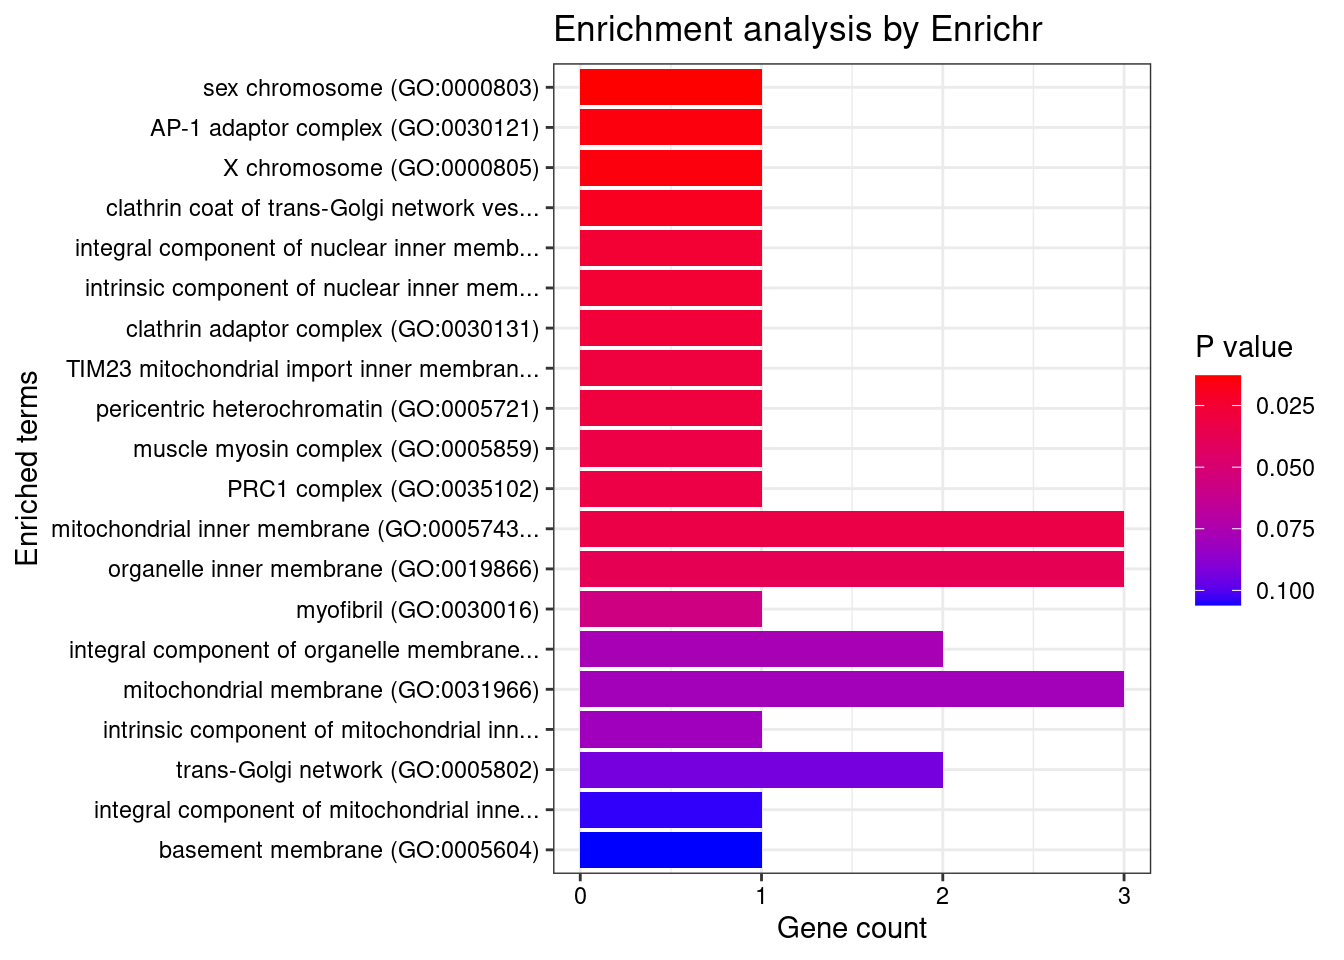 Enrichment analysis by Enrichr
sex chromosome (GO:0000803)
AP-1 adaptor complex (GO:0030121)
X chromosome (GO:0000805)
clathrin coat of trans-Golgi network ves...
integral component of nuclear inner memb...
intrinsic component of nuclear inner mem...
clathrin adaptor complex (GO:0030131)
TIM23 mitochondrial import inner membran...
pericentric heterochromatin (GO:0005721)
muscle myosin complex (GO:0005859)
PRC1 complex (GO:0035102)
mitochondrial inner membrane (GO:0005743...
organelle inner membrane (GO:0019866)
myofibril (GO:0030016)
integral component of organelle membrane...
mitochondrial membrane (GO:0031966)
intrinsic component of mitochondrial inn...
trans-Golgi network (GO:0005802)
integral component of mitochondrial inne...
basement membrane (GO:0005604)
Enriched terms
0 1 2 3
Gene count
P value
0.025
0.050
0.075
0.100